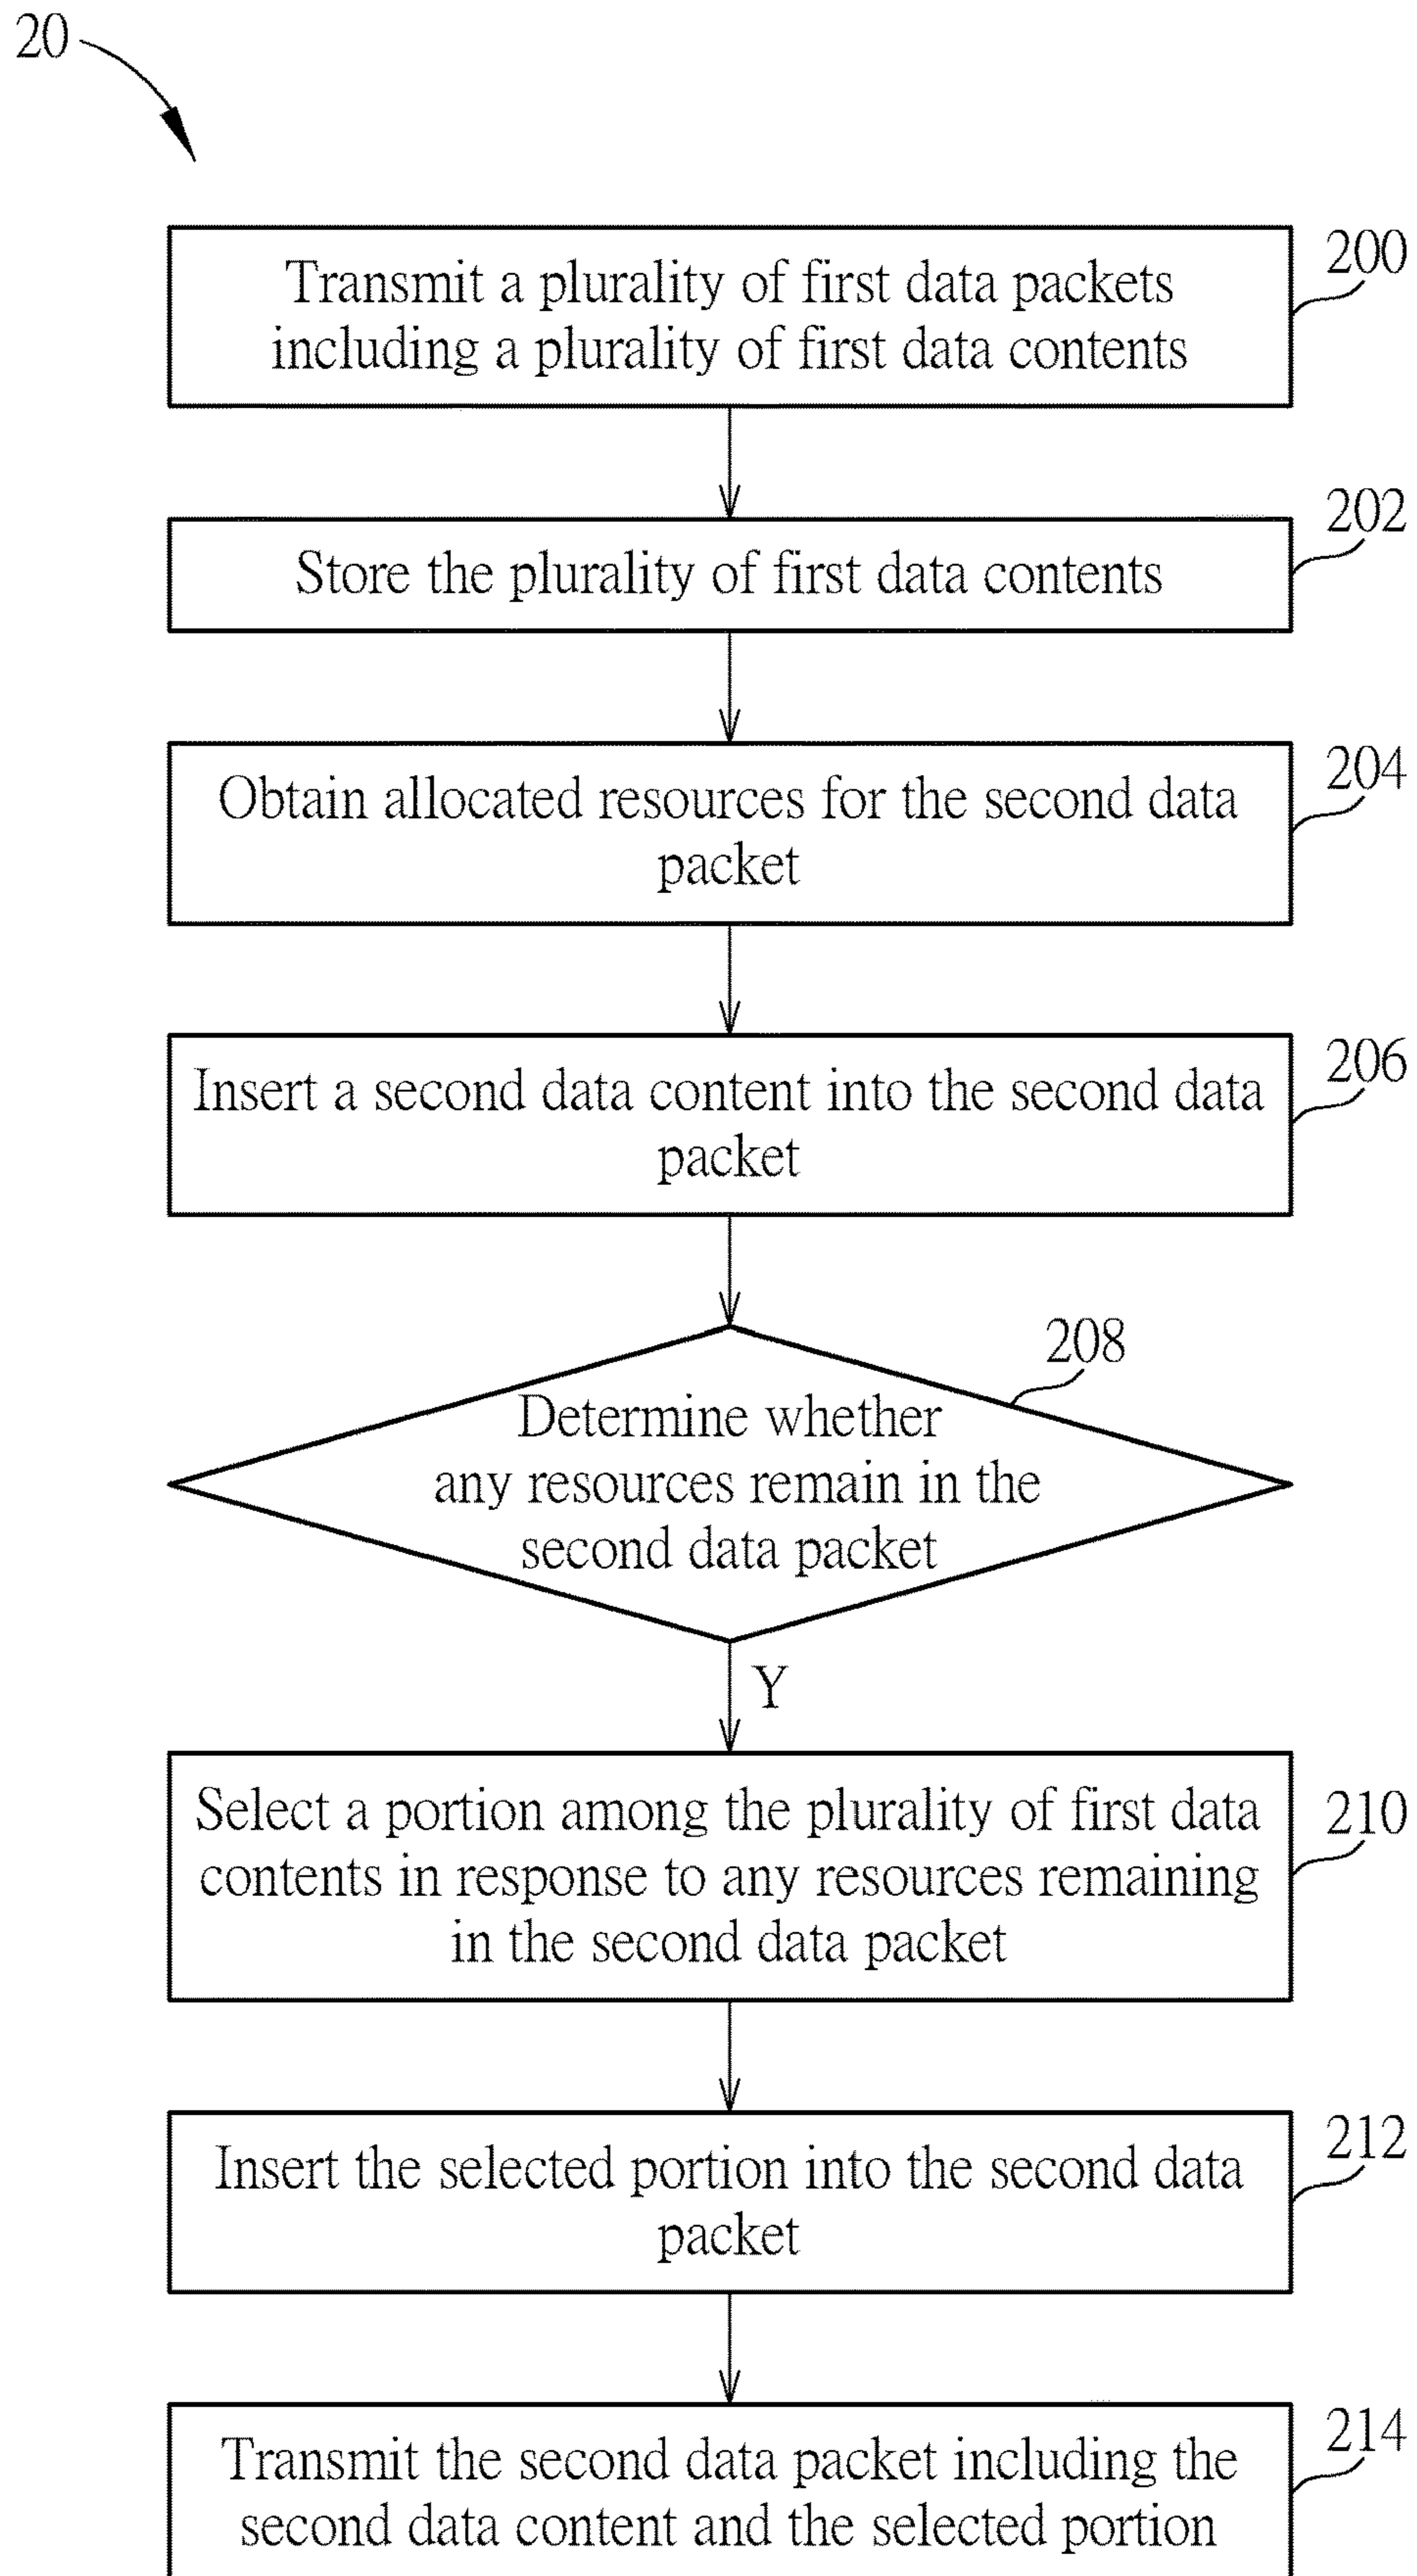 20
200
Transmit a plurality of first data packets
including a plurality of first data contents
202
Store the plurality of first data contents
204
Obtain allocated resources for the second data
packet
206
Insert a second data content into the second data
packet
208
Determine whether
any resources remain in the
second data packet
Y
210
Select a portion among the plurality of first data
contents in response to any resources remaining
in the second data packet
212
Insert the selected portion into the second data
packet
214
Transmit the second data packet including the
second data content and the selected portion